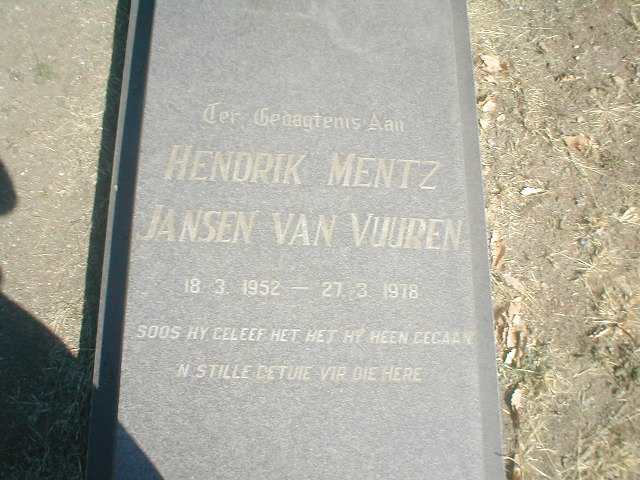 Ter Gedagtenis Aan
HENDRIK MENTZ
JANSEN VAN VUUREN
18. 3. 1952 — 27. 3. 1978
SOOS HY GELEEF HET HET HY HEEN GEGAAN
'N STILLE GETUIE VIR DIE HERE